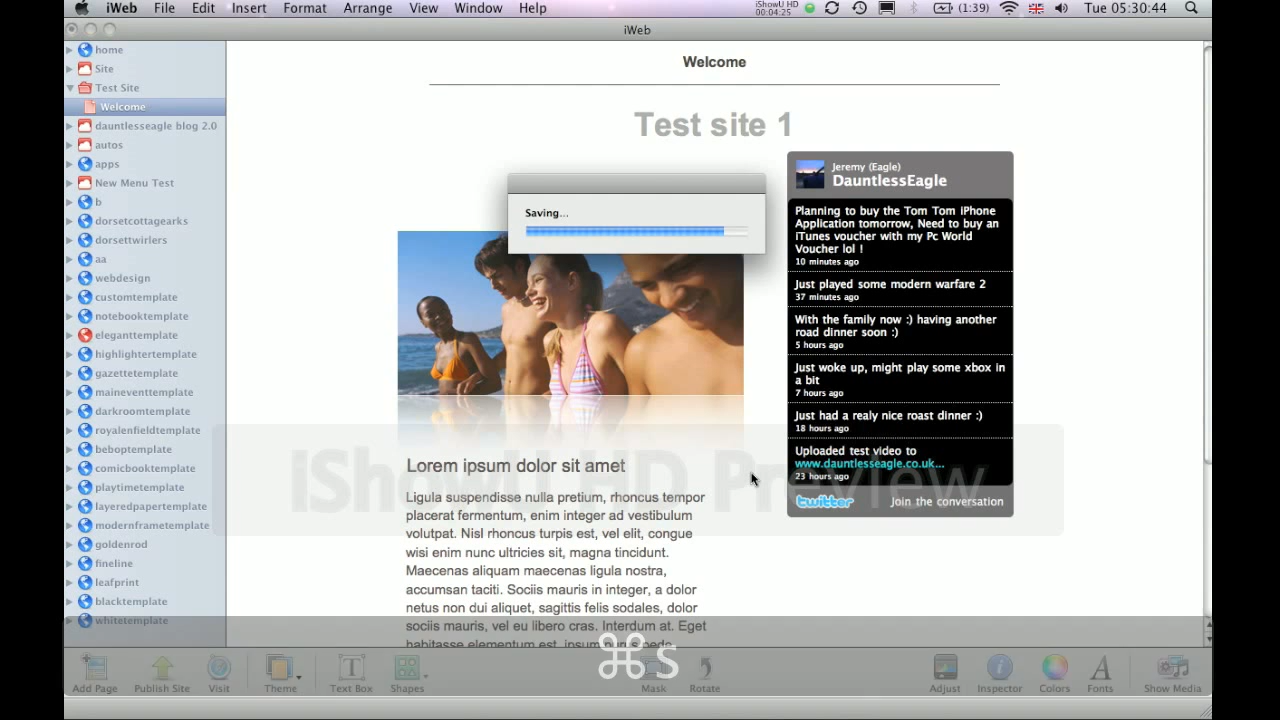 iWeb File Edit Insert Format Arrange View Window Help iShowU HD 00:04:25 (1:39) Tue 05:30:44
iWeb
home
Site
Test Site
Welcome
dauntlesseagle blog 2.0
autos
apps
New Menu Test
b
dorsetcottagearks
dorsettwirlers
aa
webdesign
customtemplate
notebooktemplate
eleganttemplate
highlightertemplate
gazettetemplate
maineventtemplate
darkroomtemplate
royalenfieldtemplate
beboptemplate
comicbooktemplate
playtimetemplate
layeredpapertemplate
modernframetemplate
goldenrod
fineline
leafprint
blacktemplate
whitetemplate
Welcome
Test site 1
Saving...
Jeremy (Eagle)
DauntlessEagle
Planning to buy the Tom Tom iPhone
Application tomorrow, Need to buy an
iTunes voucher with my Pc World
Voucher lol !
10 minutes ago
Just played some modern warfare 2
37 minutes ago
With the family now :) having another
road dinner soon :)
5 hours ago
Just woke up, might play some xbox in
a bit
7 hours ago
Just had a realy nice roast dinner :)
18 hours ago
Uploaded test video to
www.dauntlesseagle.co.uk...
23 hours ago
twitter Join the conversation
iShowU HD Preview
Lorem ipsum dolor sit amet
Ligula suspendisse nulla pretium, rhoncus tempor
placerat fermentum, enim integer ad vestibulum
volutpat. Nisl rhoncus turpis est, vel elit, congue
wisi enim nunc ultricies sit, magna tincidunt.
Maecenas aliquam maecenas ligula nostra,
accumsan taciti. Sociis mauris in integer, a dolor
netus non dui aliquet, sagittis felis sodales, dolor
sociis mauris, vel eu libero cras. Interdum at. Eget
habitasse elementum est, ipsum purus pede
⌘S
Add Page Publish Site Visit Theme Text Box Shapes Mask Rotate Adjust Inspector Colors Fonts Show Media